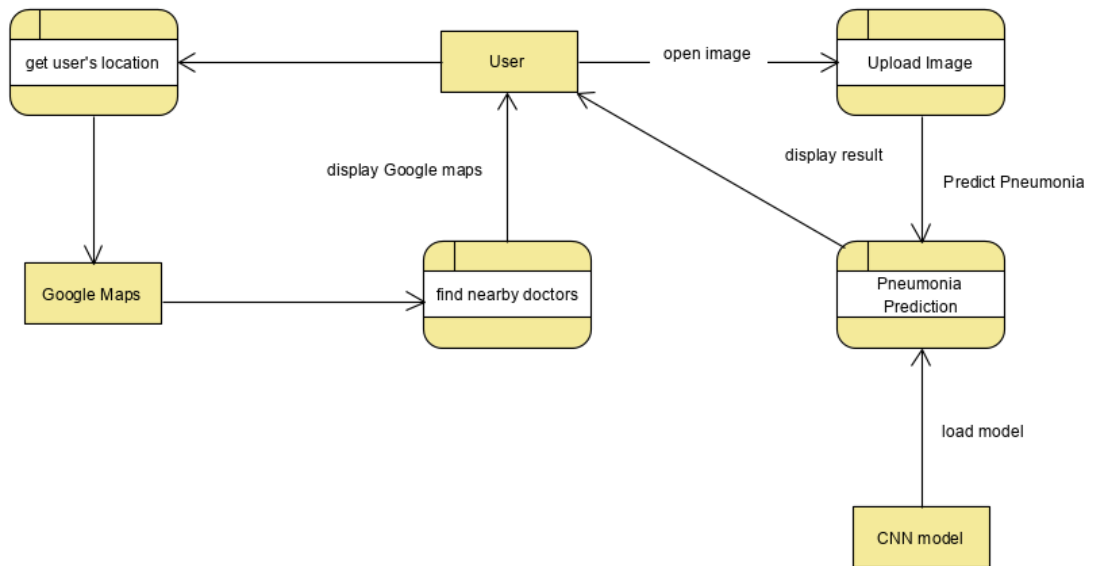 get user's location
User
open image
Upload Image
display Google maps
display result
Predict Pneumonia
Google Maps
find nearby doctors
Pneumonia
Prediction
load model
CNN model